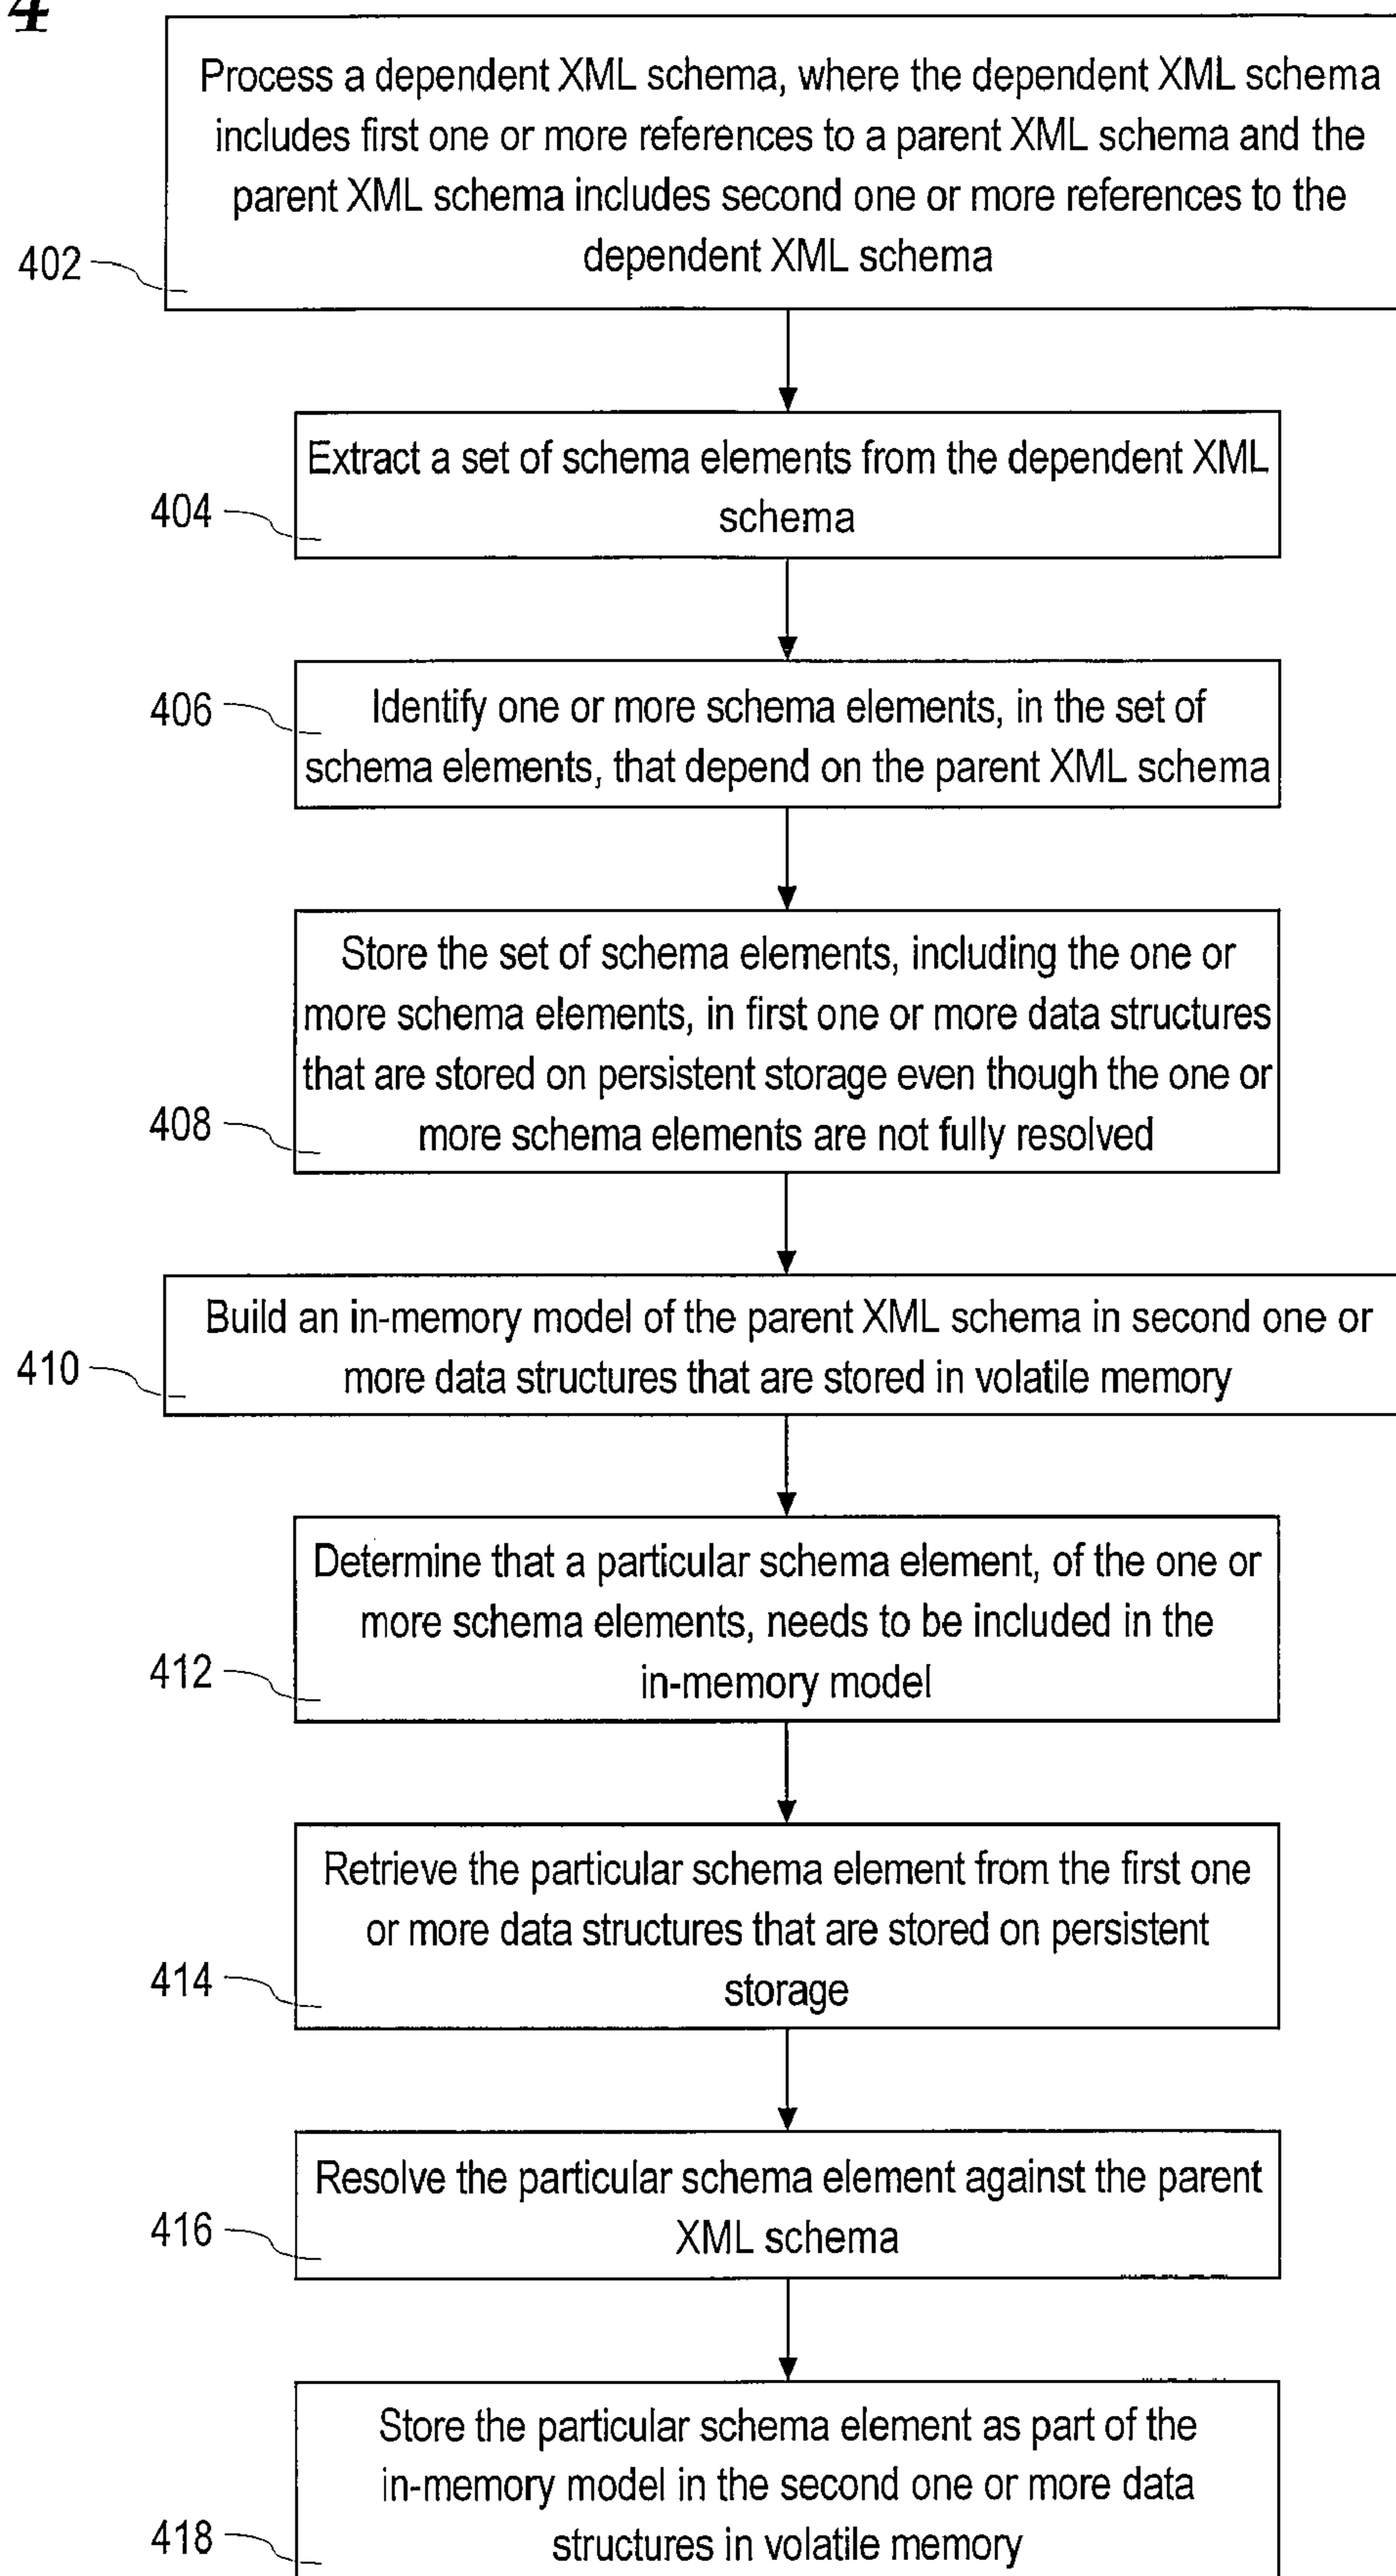 4
Process a dependent XML schema, where the dependent XML schema
includes first one or more references to a parent XML schema and the
parent XML schema includes second one or more references to the
dependent XML schema
402
Extract a set of schema elements from the dependent XML
schema
404
Identify one or more schema elements, in the set of
schema elements, that depend on the parent XML schema
406
Store the set of schema elements, including the one or
more schema elements, in first one or more data structures
that are stored on persistent storage even though the one or
more schema elements are not fully resolved
408
Build an in-memory model of the parent XML schema in second one or
more data structures that are stored in volatile memory
410
Determine that a particular schema element, of the one or
more schema elements, needs to be included in the
in-memory model
412
Retrieve the particular schema element from the first one
or more data structures that are stored on persistent
storage
414
Resolve the particular schema element against the parent
XML schema
416
Store the particular schema element as part of the
in-memory model in the second one or more data
structures in volatile memory
418